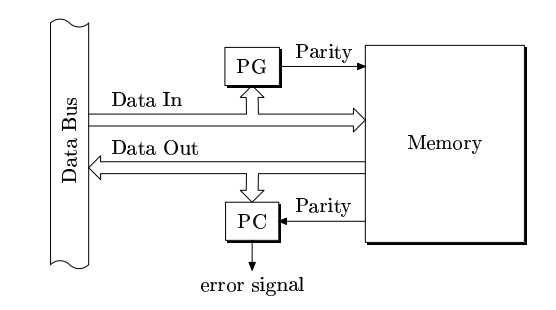 PG
Parity
Data In
Data Bus
Data Out
Memory
PC
Parity
error signal